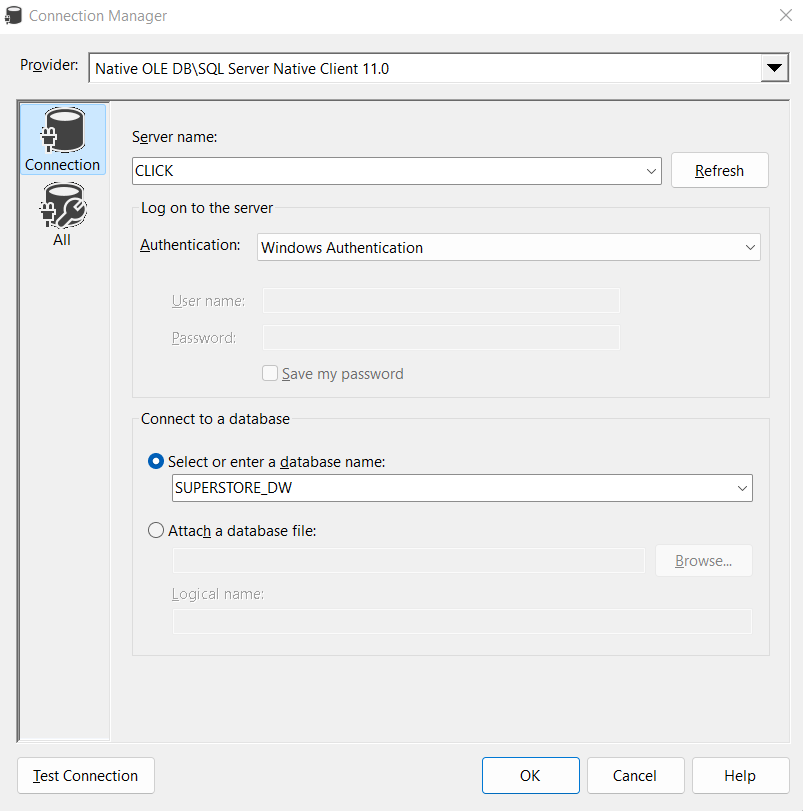 Connection Manager
Provider: Native OLE DB\SQL Server Native Client 11.0
Connection
All
Server name:
CLICK
Refresh
Log on to the server
Authentication: Windows Authentication
User name:
Password:
Save my password
Connect to a database
Select or enter a database name:
SUPERSTORE_DW
Attach a database file:
Browse...
Logical name:
Test Connection
OK
Cancel
Help